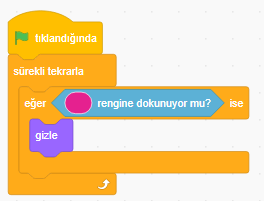 tıklandığında
sürekli tekrarla
eğer rengine dokunuyor mu? ise
gizle